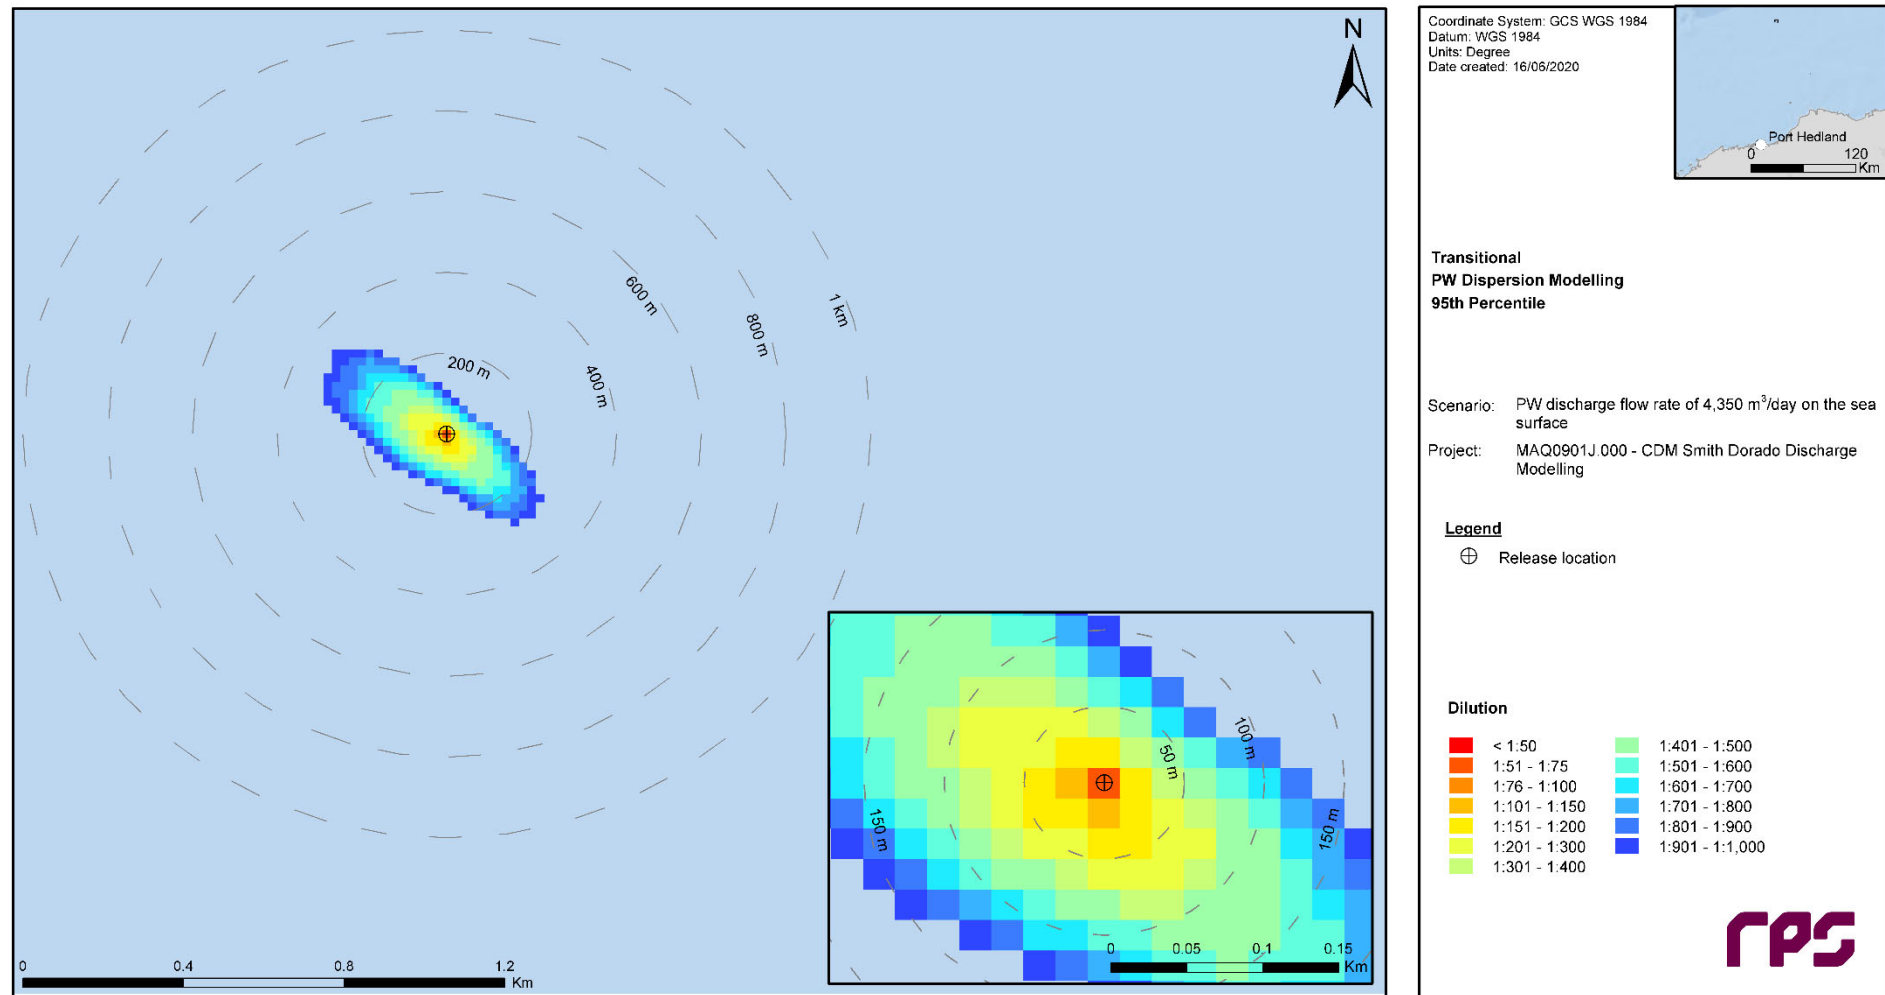 N
200 m
400 m
600 m
800 m
1 km
0 0.4 0.8 1.2
Km
50 m
100 m
150 m
150 m
0 0.05 0.1 0.15
Km
Coordinate System: GCS WGS 1984
Datum: WGS 1984
Units: Degree
Date created: 16/06/2020
Port Hedland
0 120
Km
Transitional
PW Dispersion Modelling
95th Percentile
Scenario: PW discharge flow rate of 4,350 m³/day on the sea
surface
Project: MAQ0901J.000 - CDM Smith Dorado Discharge
Modelling
Legend
Release location
Dilution
< 1:50
1:51 - 1:75
1:76 - 1:100
1:101 - 1:150
1:151 - 1:200
1:201 - 1:300
1:301 - 1:400
1:401 - 1:500
1:501 - 1:600
1:601 - 1:700
1:701 - 1:800
1:801 - 1:900
1:901 - 1:1,000
rps